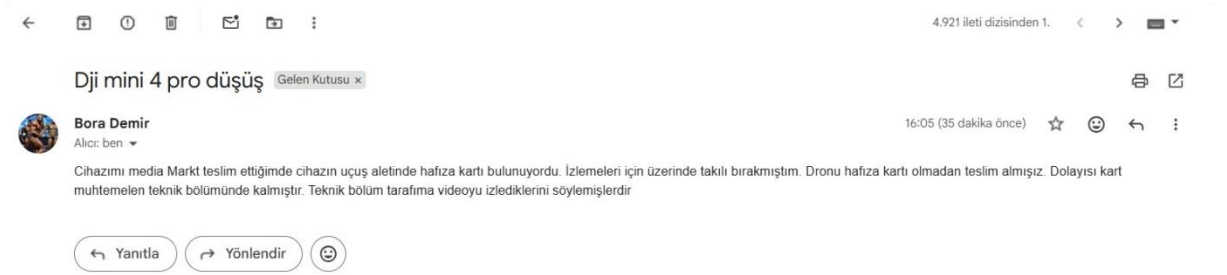 4.921 ileti dizisinden 1.
Dji mini 4 pro düşüş Gelen Kutusu ×
Bora Demir 16:05 (35 dakika önce)
Alıcı: ben
Cihazımı media Markt teslim ettiğimde cihazın uçuş aletinde hafıza kartı bulunuyordu. İzlemeleri için üzerinde takılı bırakmıştım. Dronu hafıza kartı olmadan teslim almışız. Dolayısı kart
muhtemelen teknik bölümünde kalmıştır. Teknik bölüm tarafıma videoyu izlediklerini söylemişlerdir
Yanıtla Yönlendir